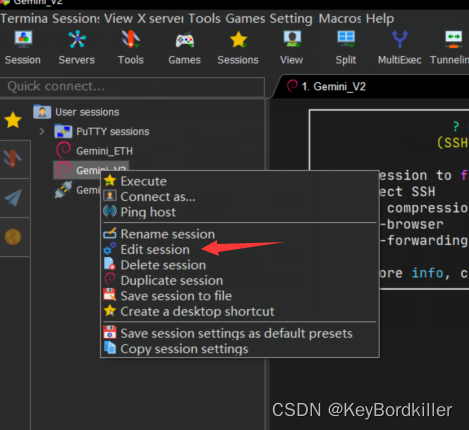 Gemini_V2
Terminal Sessions View X server Tools Games Setting Macros Help
Session Servers Tools Games Sessions View Split MultiExec Tunneling
Quick connect...
1. Gemini_V2
User sessions
PuTTY sessions
Gemini_ETH
Gemini_V2
Gemi
?
(SSH
Execute
Connect as...
Ping host
Rename session
Edit session
Delete session
Duplicate session
Save session to file
Create a desktop shortcut
Save session settings as default presets
Copy session settings
ession to f
ect SSH
compressio
-browser
-forwarding
ore info, c
CSDN @KeyBordkiller